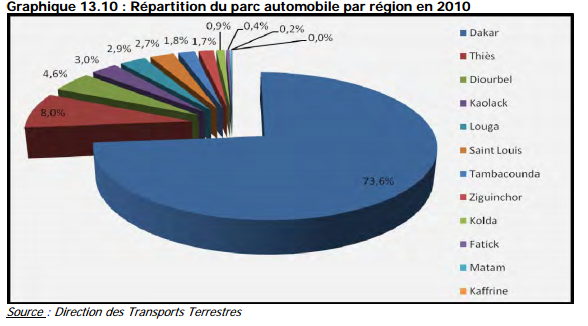 Graphique 13.10 : Répartition du parc automobile par région en 2010
0,9%
0,4%
0,2%
0,0%
1,7%
1,8%
2,7%
2,9%
3,0%
4,6%
8,0%
73,6%
Dakar
Thiès
Diourbel
Kaolack
Louga
Saint Louis
Tambacounda
Ziguinchor
Kolda
Fatick
Matam
Kaffrine
Source : Direction des Transports Terrestres